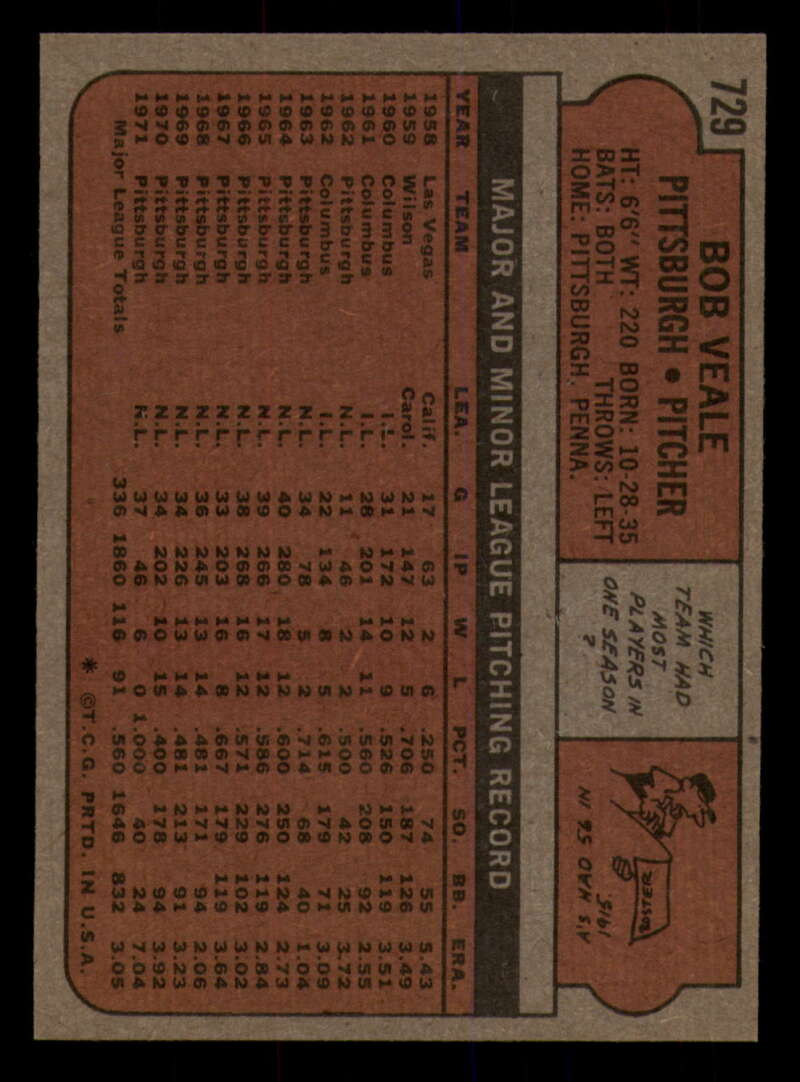 729
BOB VEALE
PITTSBURGH • PITCHER
HT: 6'6" WT: 220 BORN: 10-28-35
BATS: BOTH THROWS: LEFT
HOME: PITTSBURGH, PENNA.
WHICH
TEAM HAD
MOST
PLAYERS IN
ONE SEASON
?
ROSTER
1915
A'S HAD 56 IN
MAJOR AND MINOR LEAGUE PITCHING RECORD
YEAR TEAM LEA. G IP W L PCT. SO. BB. ERA.
1958 Las Vegas Calif. 17 63 2 6 .250 74 55 5.43
1959 Wilson Carol. 21 147 12 5 .706 187 126 3.49
1960 Columbus I.L. 31 172 10 9 .526 150 119 3.51
1961 Columbus I.L. 28 201 14 11 .560 208 92 2.55
1962 Pittsburgh N.L. 11 46 2 2 .500 42 25 3.72
1962 Columbus I.L. 22 134 8 5 .615 179 71 3.09
1963 Pittsburgh N.L. 34 78 5 2 .714 68 40 1.04
1964 Pittsburgh N.L. 40 280 18 12 .600 250 124 2.73
1965 Pittsburgh N.L. 39 266 17 12 .586 276 119 2.84
1966 Pittsburgh N.L. 38 268 16 12 .571 229 102 3.02
1967 Pittsburgh N.L. 33 203 16 8 .667 179 119 3.64
1968 Pittsburgh N.L. 36 245 13 14 .481 171 94 2.06
1969 Pittsburgh N.L. 34 226 13 14 .481 213 91 3.23
1970 Pittsburgh N.L. 34 202 10 15 .400 178 94 3.92
1971 Pittsburgh N.L. 37 46 6 0 1.000 40 24 7.04
Major League Totals 336 1860 116 91 .560 1646 832 3.05
* ©T.C.G. PRTD. IN U.S.A.